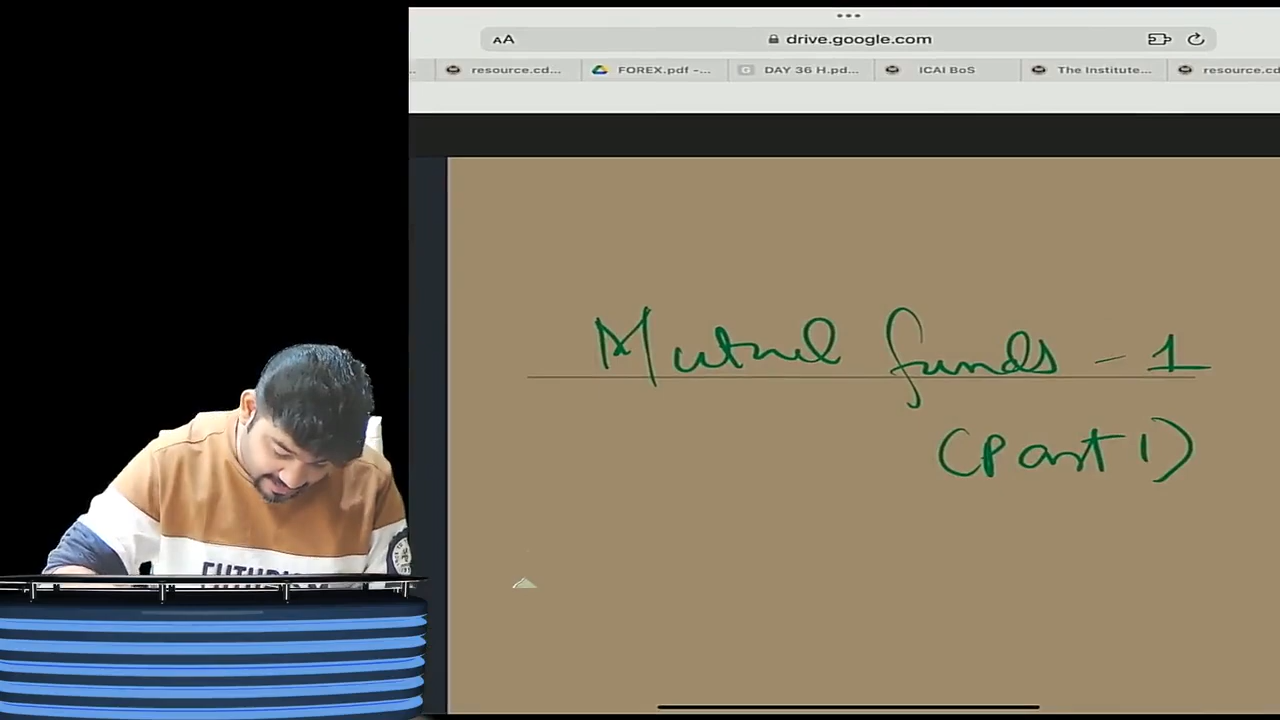 •••
AA drive.google.com
... resource.cd... FOREX.pdf -... DAY 36 H.pd... ICAI BoS The Institute... resource.cd
Mutual funds - 1
(Part 1)
FUTURISM